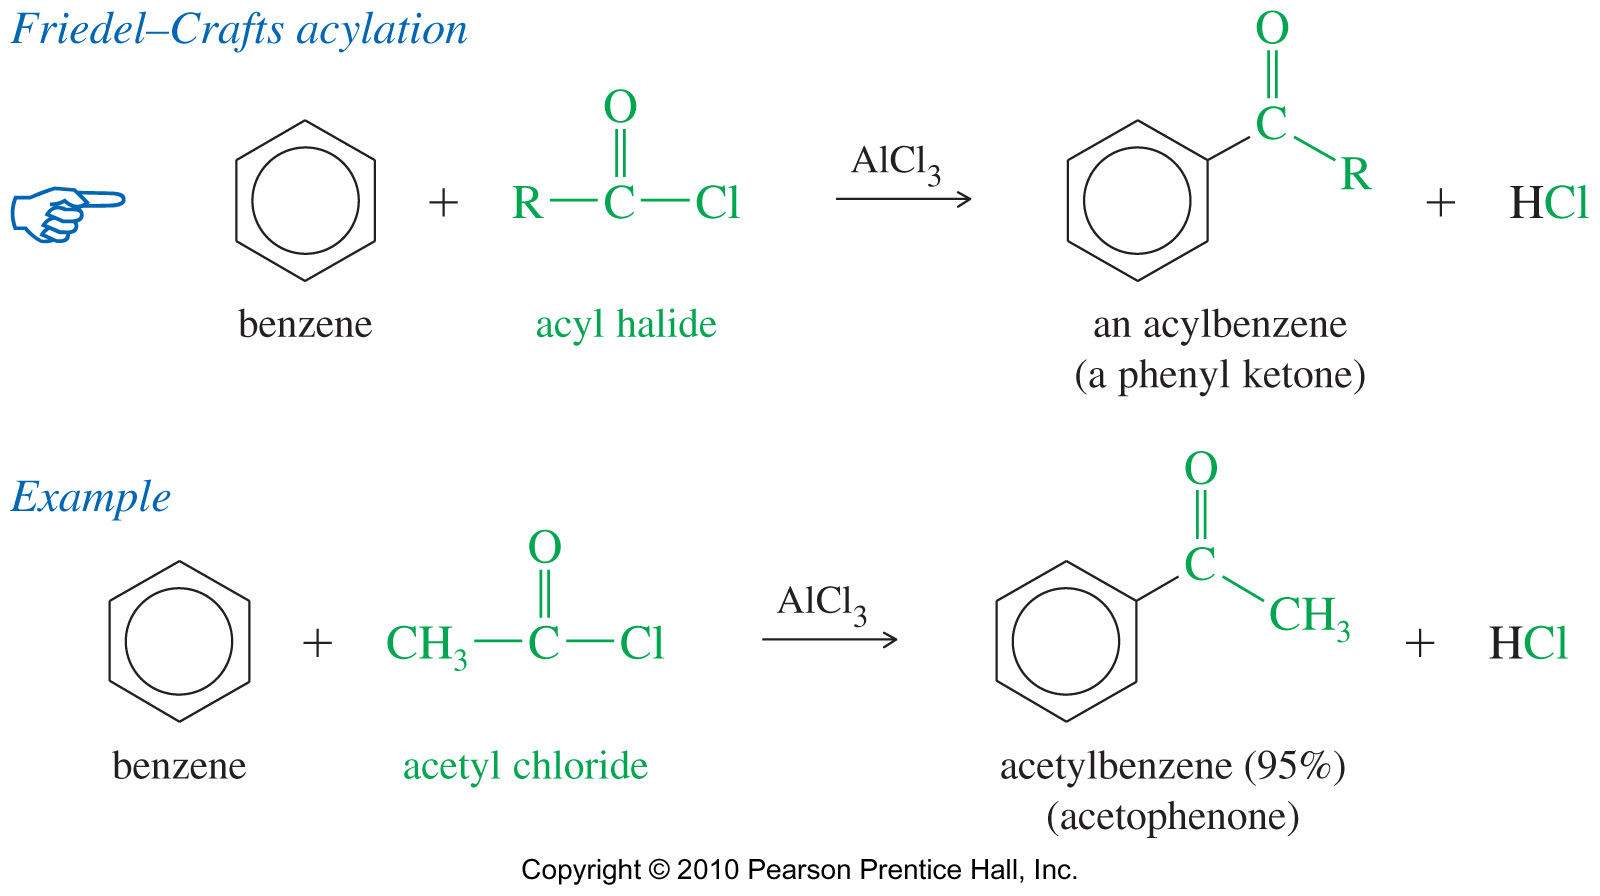 Friedel–Crafts acylation
O
O
C
R
AlCl3
+ R C Cl + HCl
benzene acyl halide an acylbenzene
(a phenyl ketone)
Example
O
O
C
CH3
AlCl3
+ CH3 C Cl + HCl
benzene acetyl chloride acetylbenzene (95%)
(acetophenone)
Copyright © 2010 Pearson Prentice Hall, Inc.